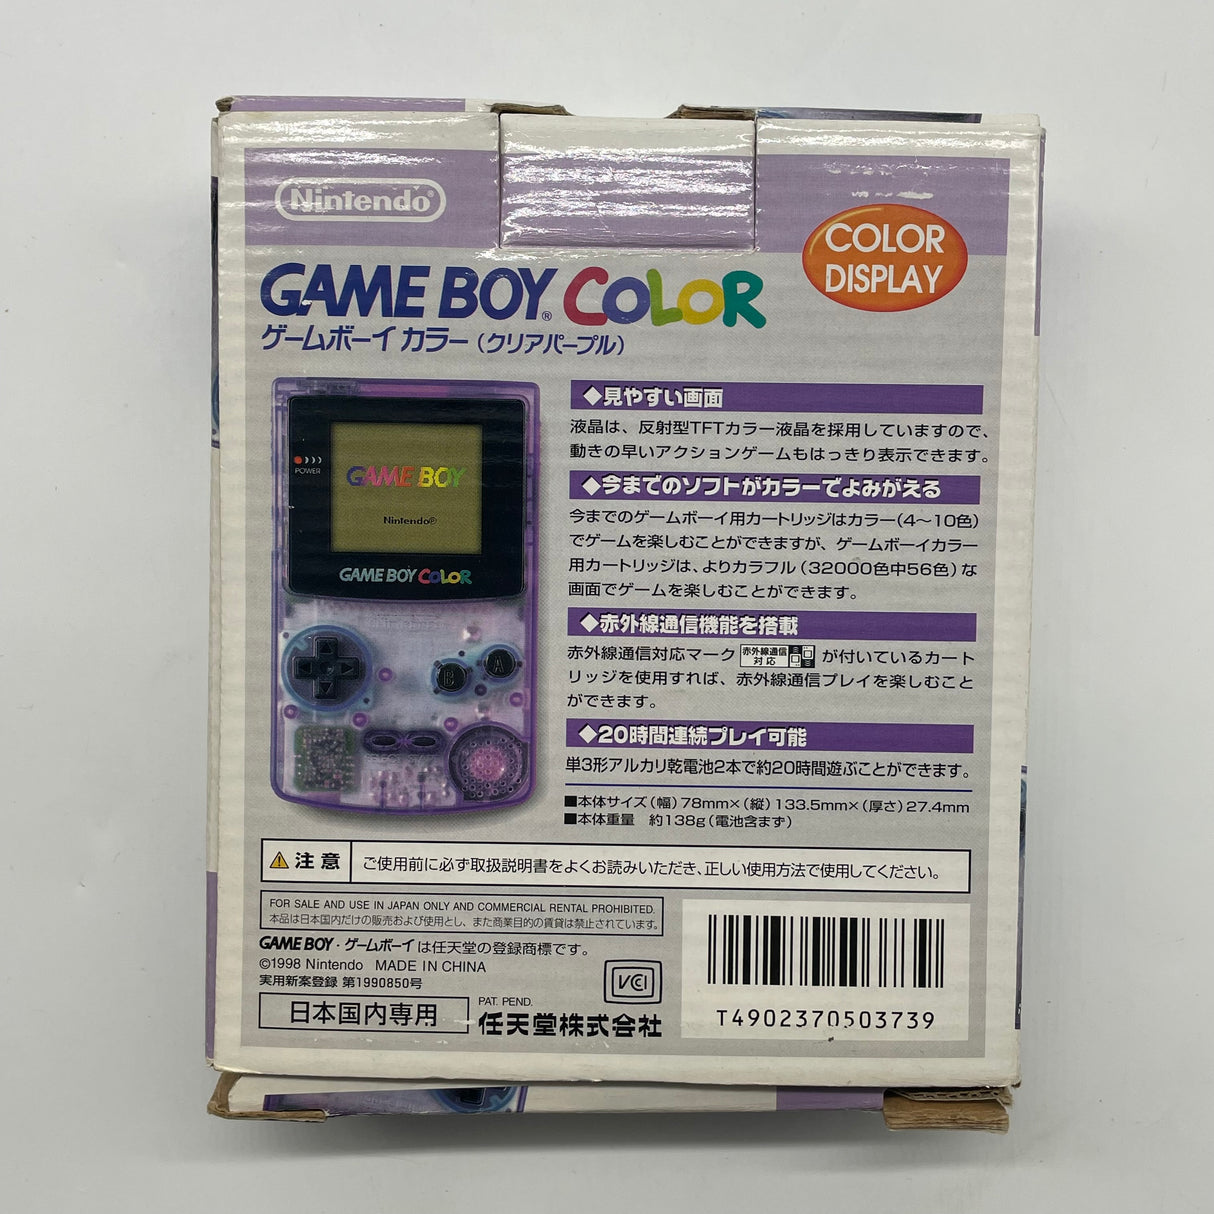 Nintendo®
COLOR
DISPLAY
GAME BOY® COLOR
ゲームボーイ カラー（クリアパープル）
POWER
GAME BOY
Nintendo®
GAME BOY COLOR
B
A
◆見やすい画面
液晶は、反射型TFTカラー液晶を採用していますので、
動きの早いアクションゲームもはっきり表示できます。
◆今までのソフトがカラーでよみがえる
今までのゲームボーイ用カートリッジはカラー（4～10色）
でゲームを楽しむことができますが、ゲームボーイカラー
用カートリッジは、よりカラフル（32000色中56色）な
画面でゲームを楽しむことができます。
◆赤外線通信機能を搭載
赤外線通信対応マーク 赤外線通信対応 が付いているカート
リッジを使用すれば、赤外線通信プレイを楽しむこと
ができます。
◆20時間連続プレイ可能
単3形アルカリ乾電池2本で約20時間遊ぶことができます。
■本体サイズ（幅）78mm×（縦）133.5mm×（厚さ）27.4mm
■本体重量 約138g（電池含まず）
注意 ご使用前に必ず取扱説明書をよくお読みいただき、正しい使用方法で使用してください。
FOR SALE AND USE IN JAPAN ONLY AND COMMERCIAL RENTAL PROHIBITED.
本品は日本国内だけの販売および使用とし、また商業目的の賃貸は禁止されています。
GAME BOY・ゲームボーイは任天堂の登録商標です。
©1998 Nintendo MADE IN CHINA
実用新案登録 第1990850号
VCI
日本国内専用
PAT. PEND.
任天堂株式会社
T4902370503739